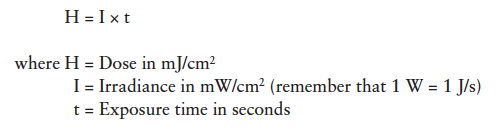 H = I × t
where H = Dose in mJ/cm²
I = Irradiance in mW/cm² (remember that 1 W = 1 J/s)
t = Exposure time in seconds